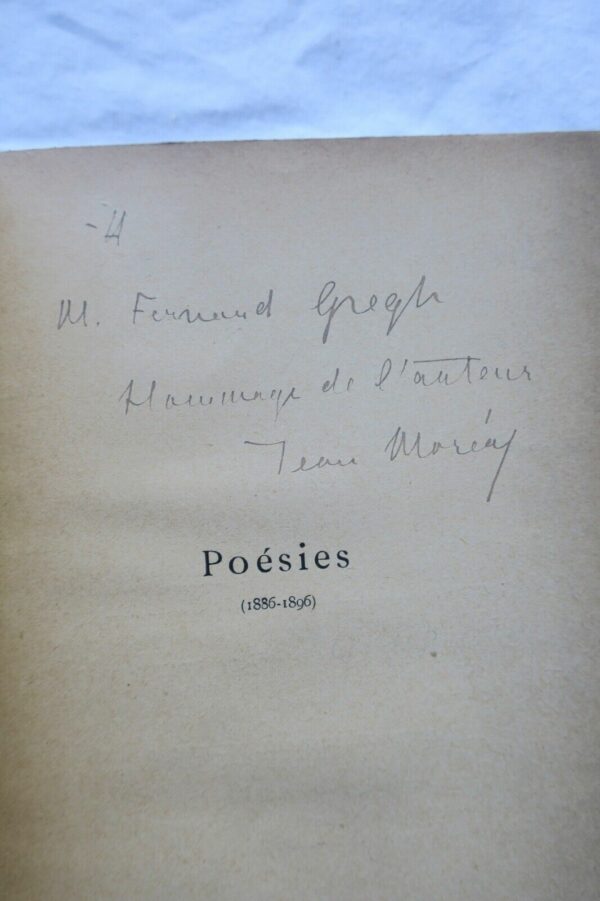 M. Fernand Gregh
Hommage de l'auteur
Jean Moréas
Poésies
(1886-1896)